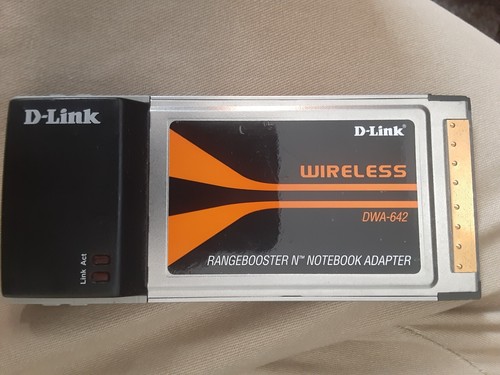 D-Link
Link Act
D-Link®
WIRELESS
DWA-642
RANGEBOOSTER N™ NOTEBOOK ADAPTER